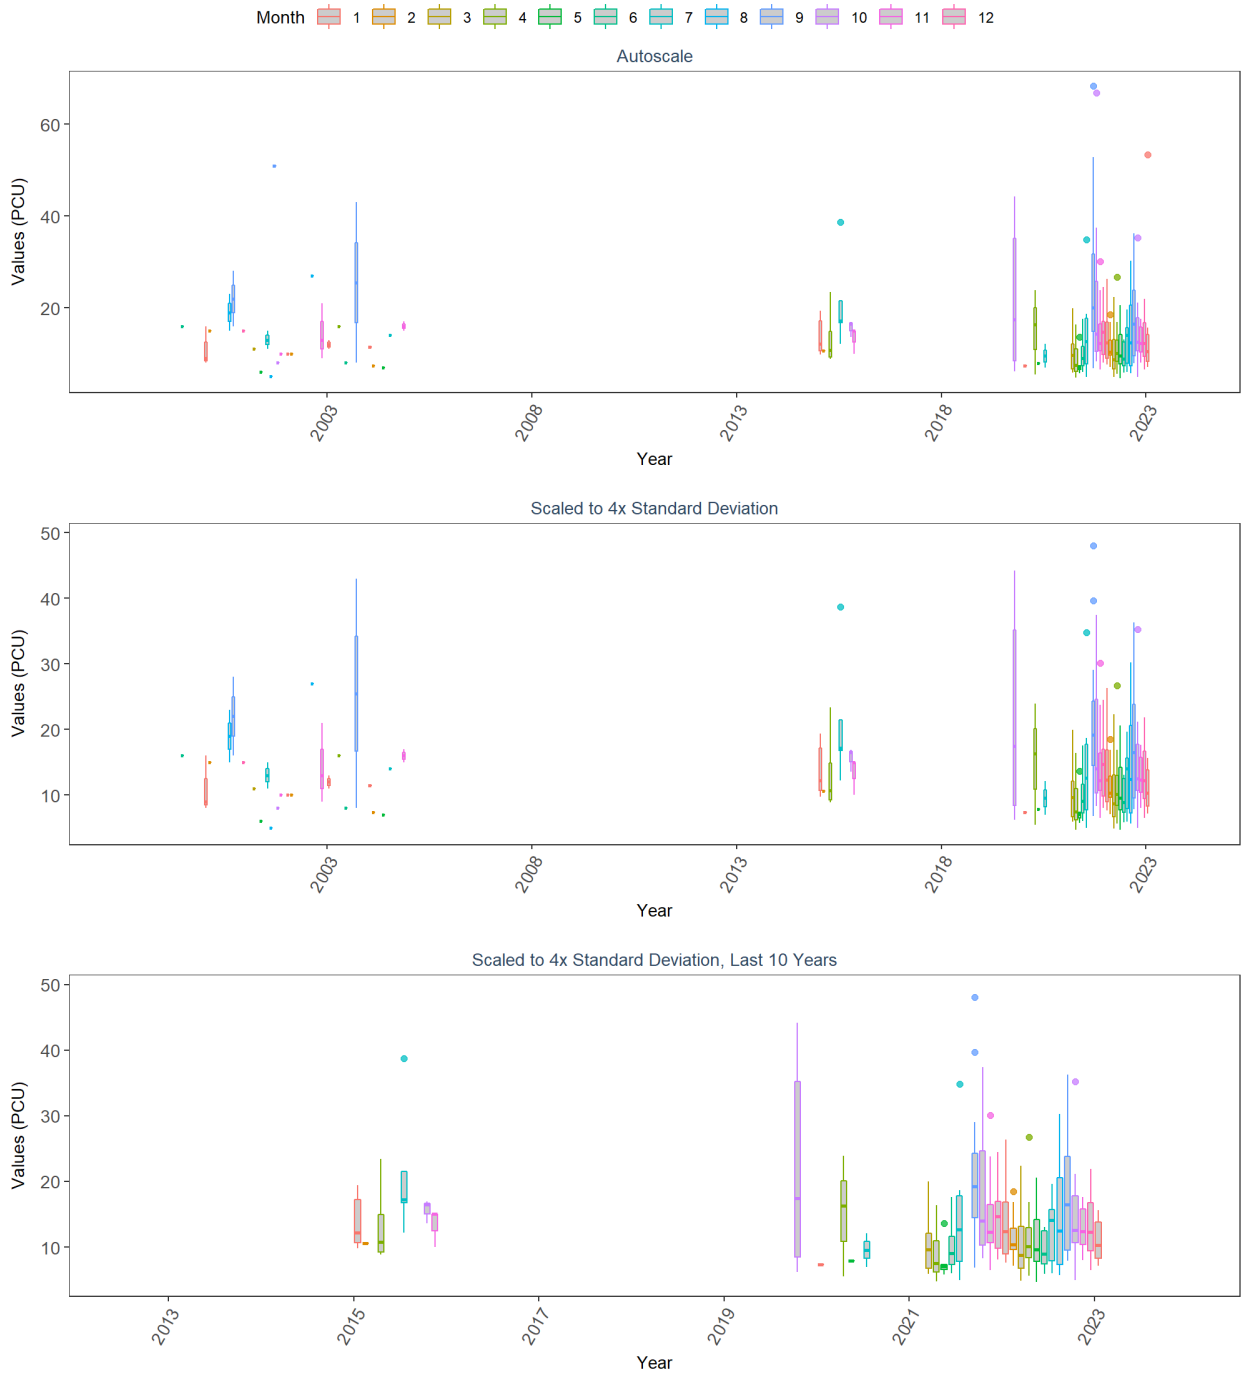 Month 1 2 3 4 5 6 7 8 9 10 11 12
Autoscale
Values (PCU)
60
40
20
2003 2008 2013 2018 2023
Year
Scaled to 4x Standard Deviation
Values (PCU)
50
40
30
20
10
2003 2008 2013 2018 2023
Year
Scaled to 4x Standard Deviation, Last 10 Years
Values (PCU)
50
40
30
20
10
2013 2015 2017 2019 2021 2023
Year